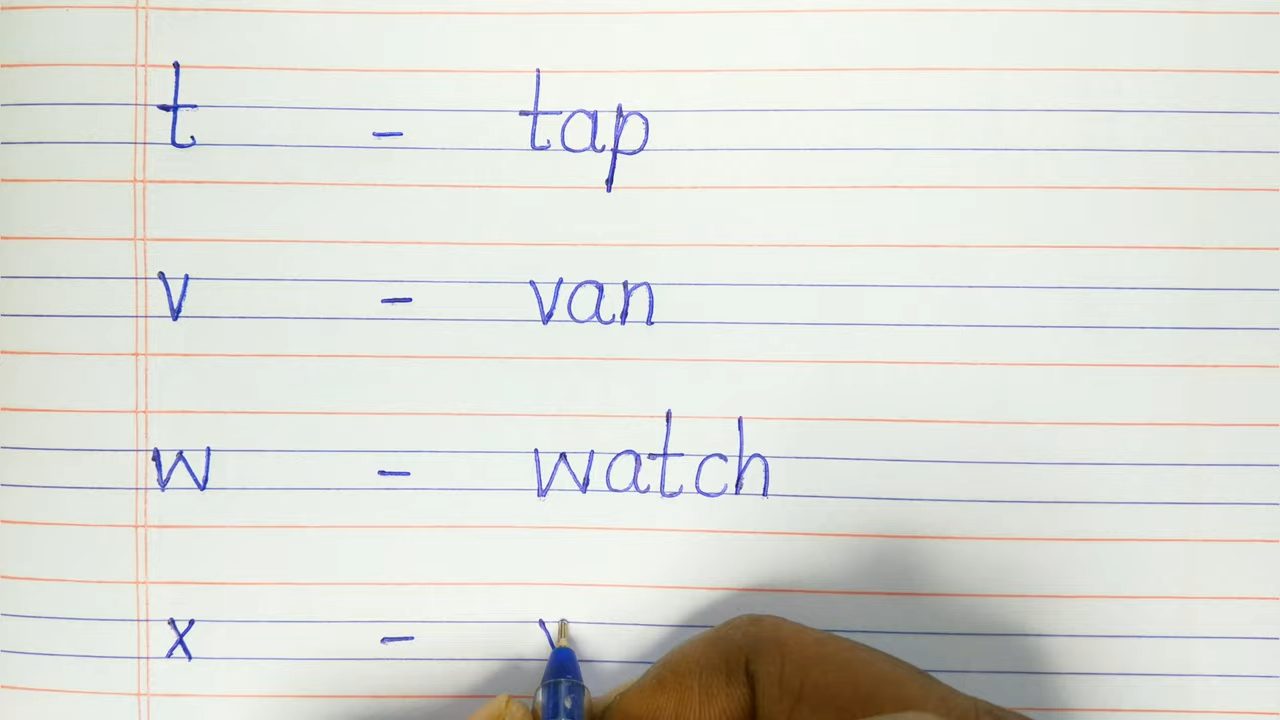 t - tap
v - van
w - watch
x -